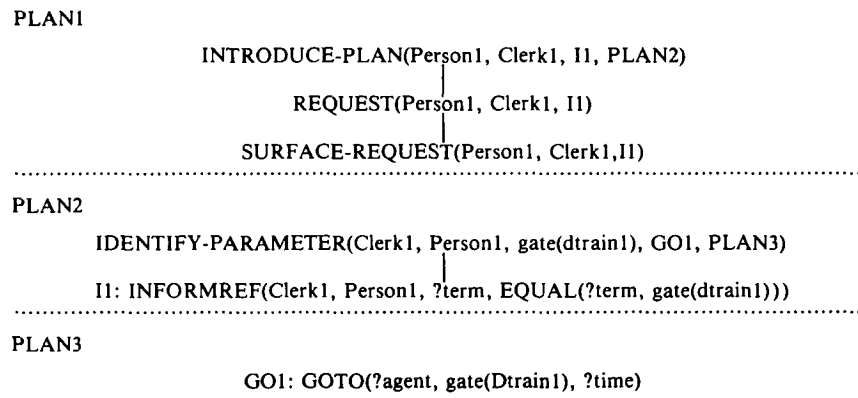 PLAN1
INTRODUCE-PLAN(Person1, Clerk1, I1, PLAN2)
REQUEST(Person1, Clerk1, I1)
SURFACE-REQUEST(Person1, Clerk1,I1)
PLAN2
IDENTIFY-PARAMETER(Clerk1, Person1, gate(dtrain1), GO1, PLAN3)
I1: INFORMREF(Clerk1, Person1, ?term, EQUAL(?term, gate(dtrain1)))
PLAN3
GO1: GOTO(?agent, gate(Dtrain1), ?time)